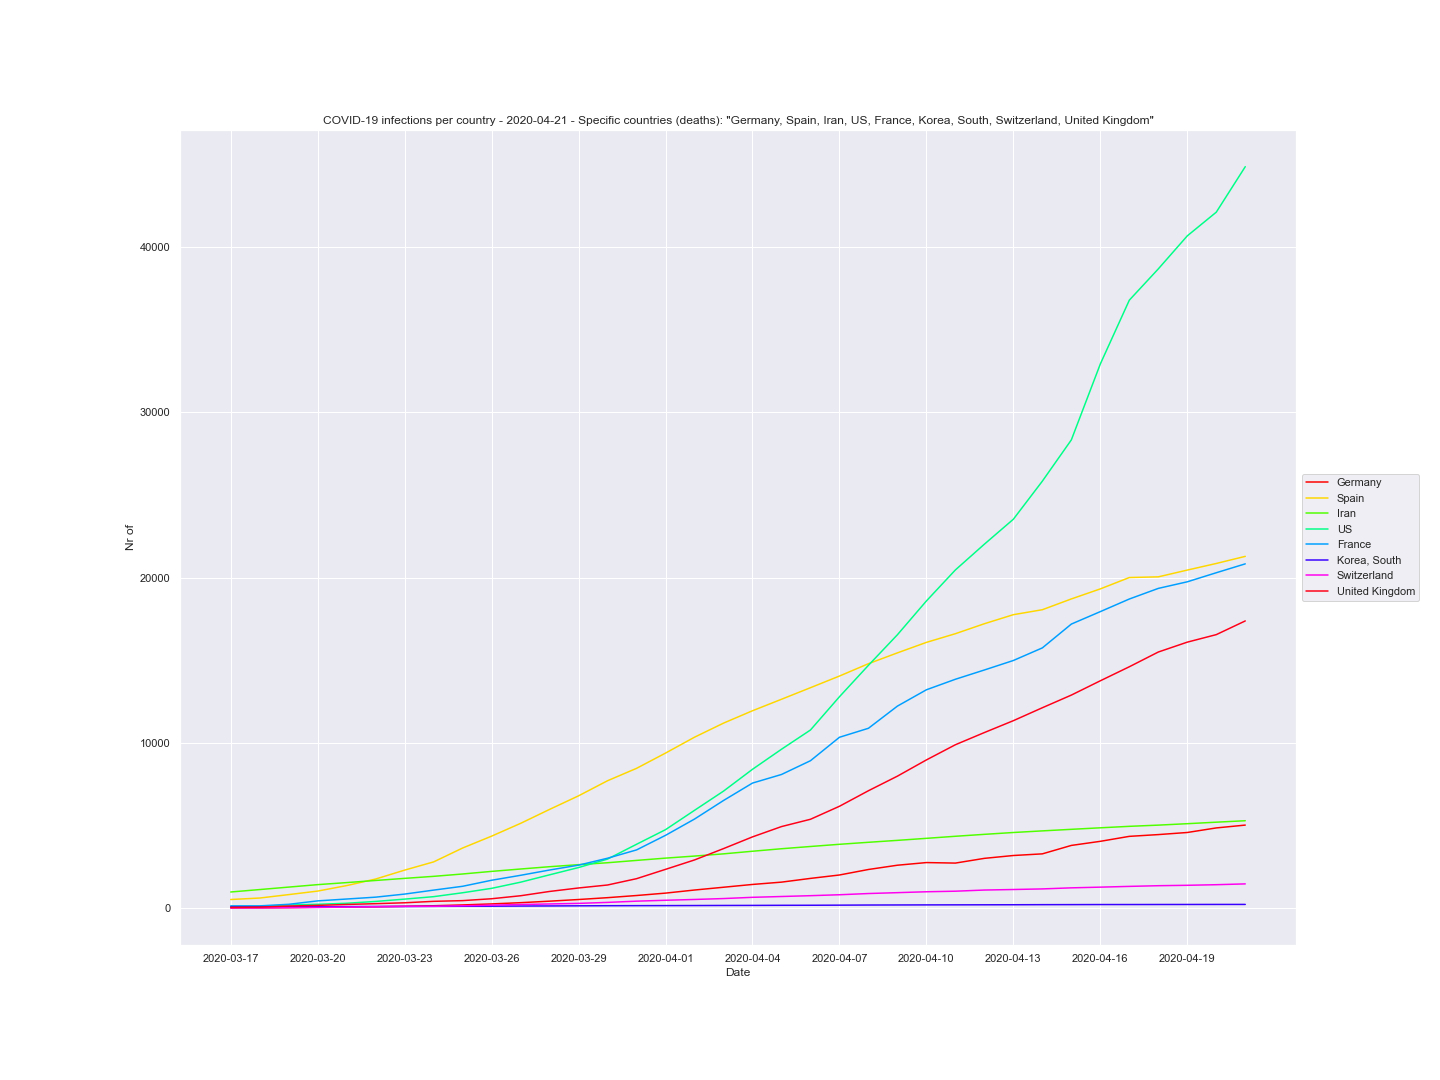 COVID-19 infections per country - 2020-04-21 - Specific countries (deaths): "Germany, Spain, Iran, US, France, Korea, South, Switzerland, United Kingdom"
40000
30000
20000
10000
0
Nr of
2020-03-17 2020-03-20 2020-03-23 2020-03-26 2020-03-29 2020-04-01 2020-04-04 2020-04-07 2020-04-10 2020-04-13 2020-04-16 2020-04-19
Date
Germany
Spain
Iran
US
France
Korea, South
Switzerland
United Kingdom